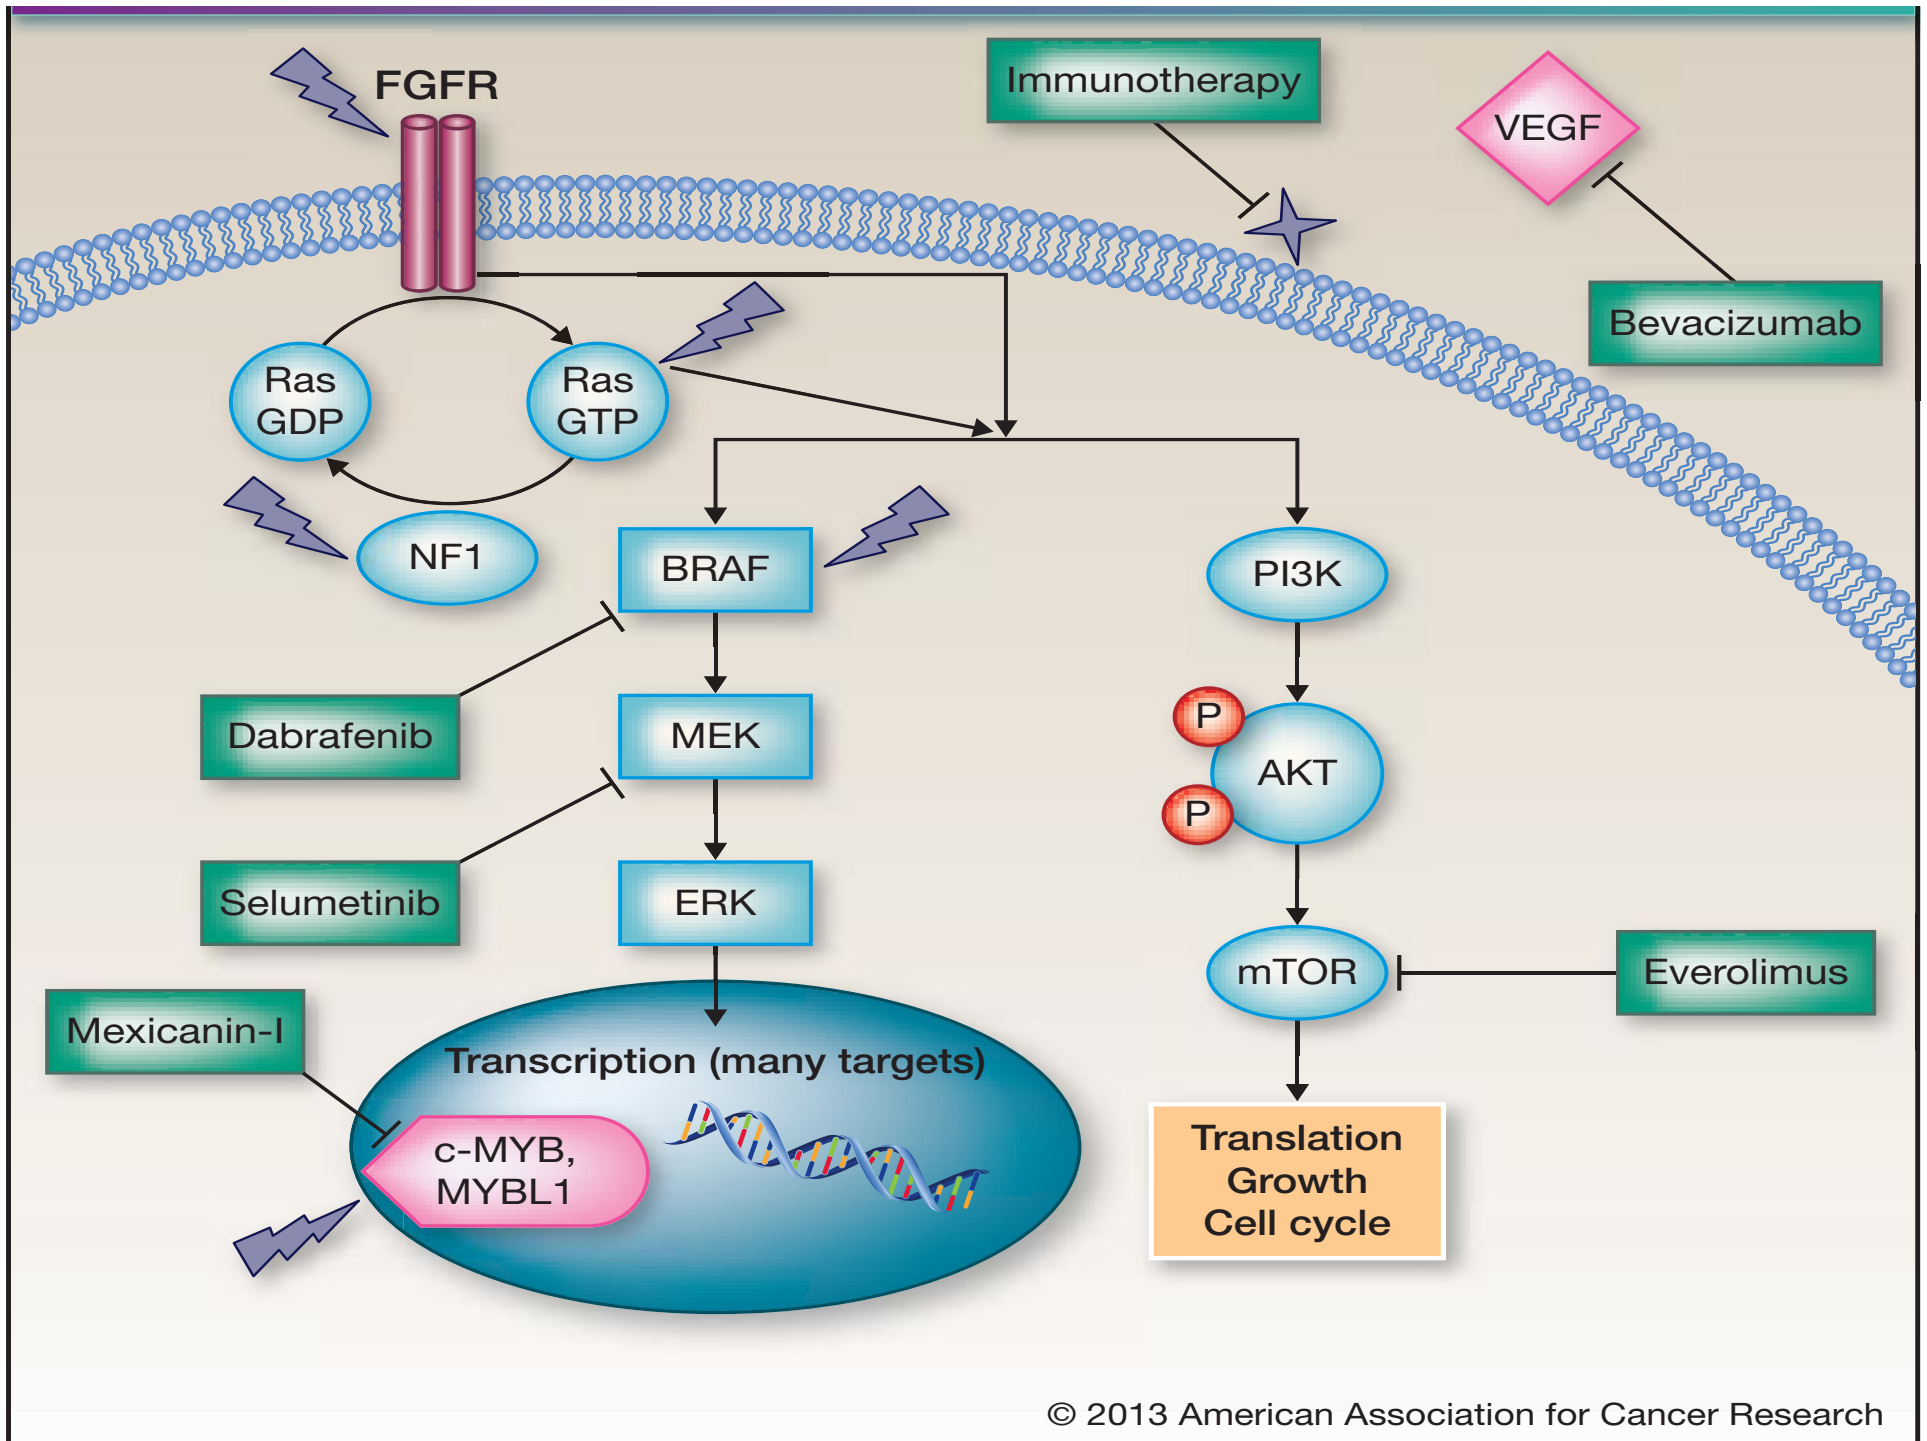 FGFR
Immunotherapy
VEGF
Bevacizumab
Ras
GDP
Ras
GTP
NF1
BRAF
PI3K
Dabrafenib
MEK
P
AKT
P
Selumetinib
ERK
mTOR
Everolimus
Mexicanin-I
Transcription (many targets)
c-MYB,
MYBL1
Translation
Growth
Cell cycle
© 2013 American Association for Cancer Research